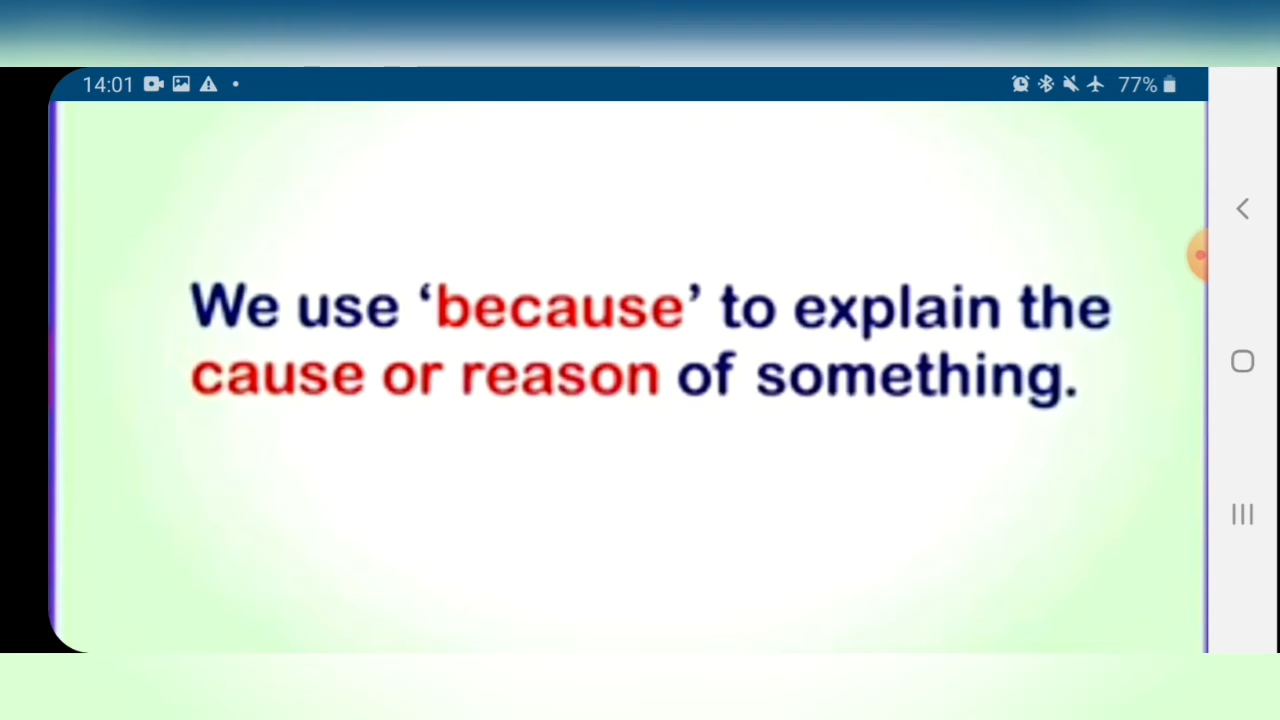 14:01 77%
We use ‘because’ to explain the
cause or reason of something.